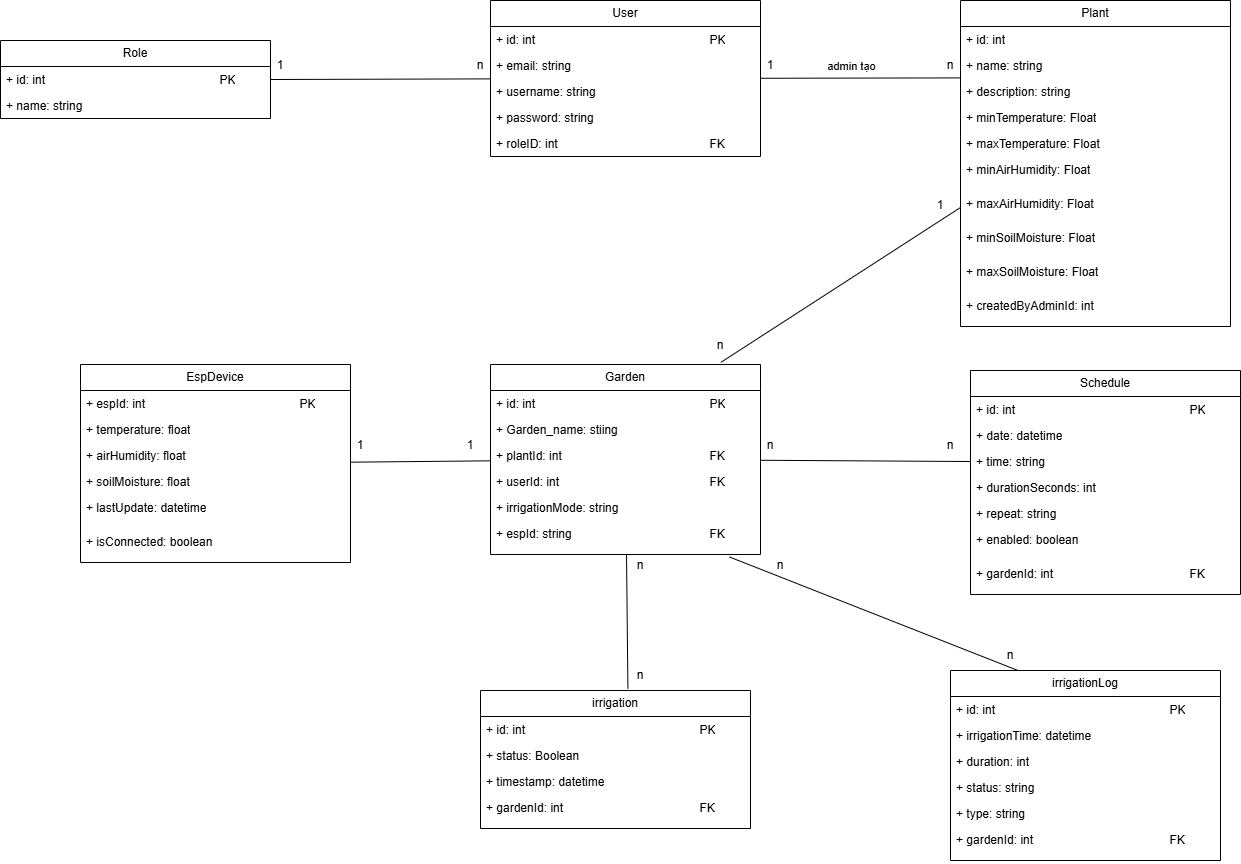 Role
+ id: int PK
+ name: string
1 n
User
+ id: int PK
+ email: string
+ username: string
+ password: string
+ roleID: int FK
1 admin tạo n
Plant
+ id: int
+ name: string
+ description: string
+ minTemperature: Float
+ maxTemperature: Float
+ minAirHumidity: Float
+ maxAirHumidity: Float
+ minSoilMoisture: Float
+ maxSoilMoisture: Float
+ createdByAdminId: int
1
n
EspDevice
+ espId: int PK
+ temperature: float
+ airHumidity: float
+ soilMoisture: float
+ lastUpdate: datetime
+ isConnected: boolean
1 1
Garden
+ id: int PK
+ Garden_name: stiing
+ plantId: int FK
+ userId: int FK
+ irrigationMode: string
+ espId: string FK
n n
Schedule
+ id: int PK
+ date: datetime
+ time: string
+ durationSeconds: int
+ repeat: string
+ enabled: boolean
+ gardenId: int FK
n
n
n
n
irrigation
+ id: int PK
+ status: Boolean
+ timestamp: datetime
+ gardenId: int FK
irrigationLog
+ id: int PK
+ irrigationTime: datetime
+ duration: int
+ status: string
+ type: string
+ gardenId: int FK